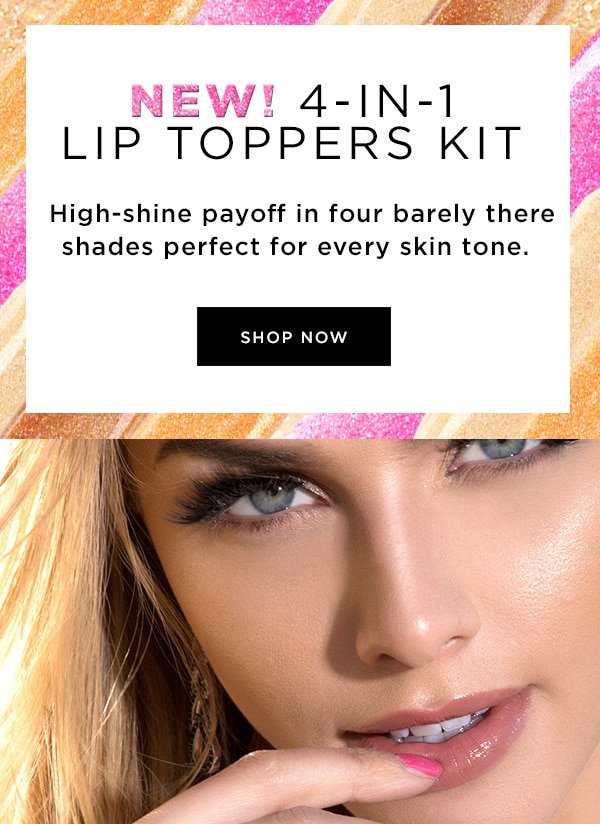 NEW! 4-IN-1
LIP TOPPERS KIT
High-shine payoff in four barely there
shades perfect for every skin tone.
SHOP NOW